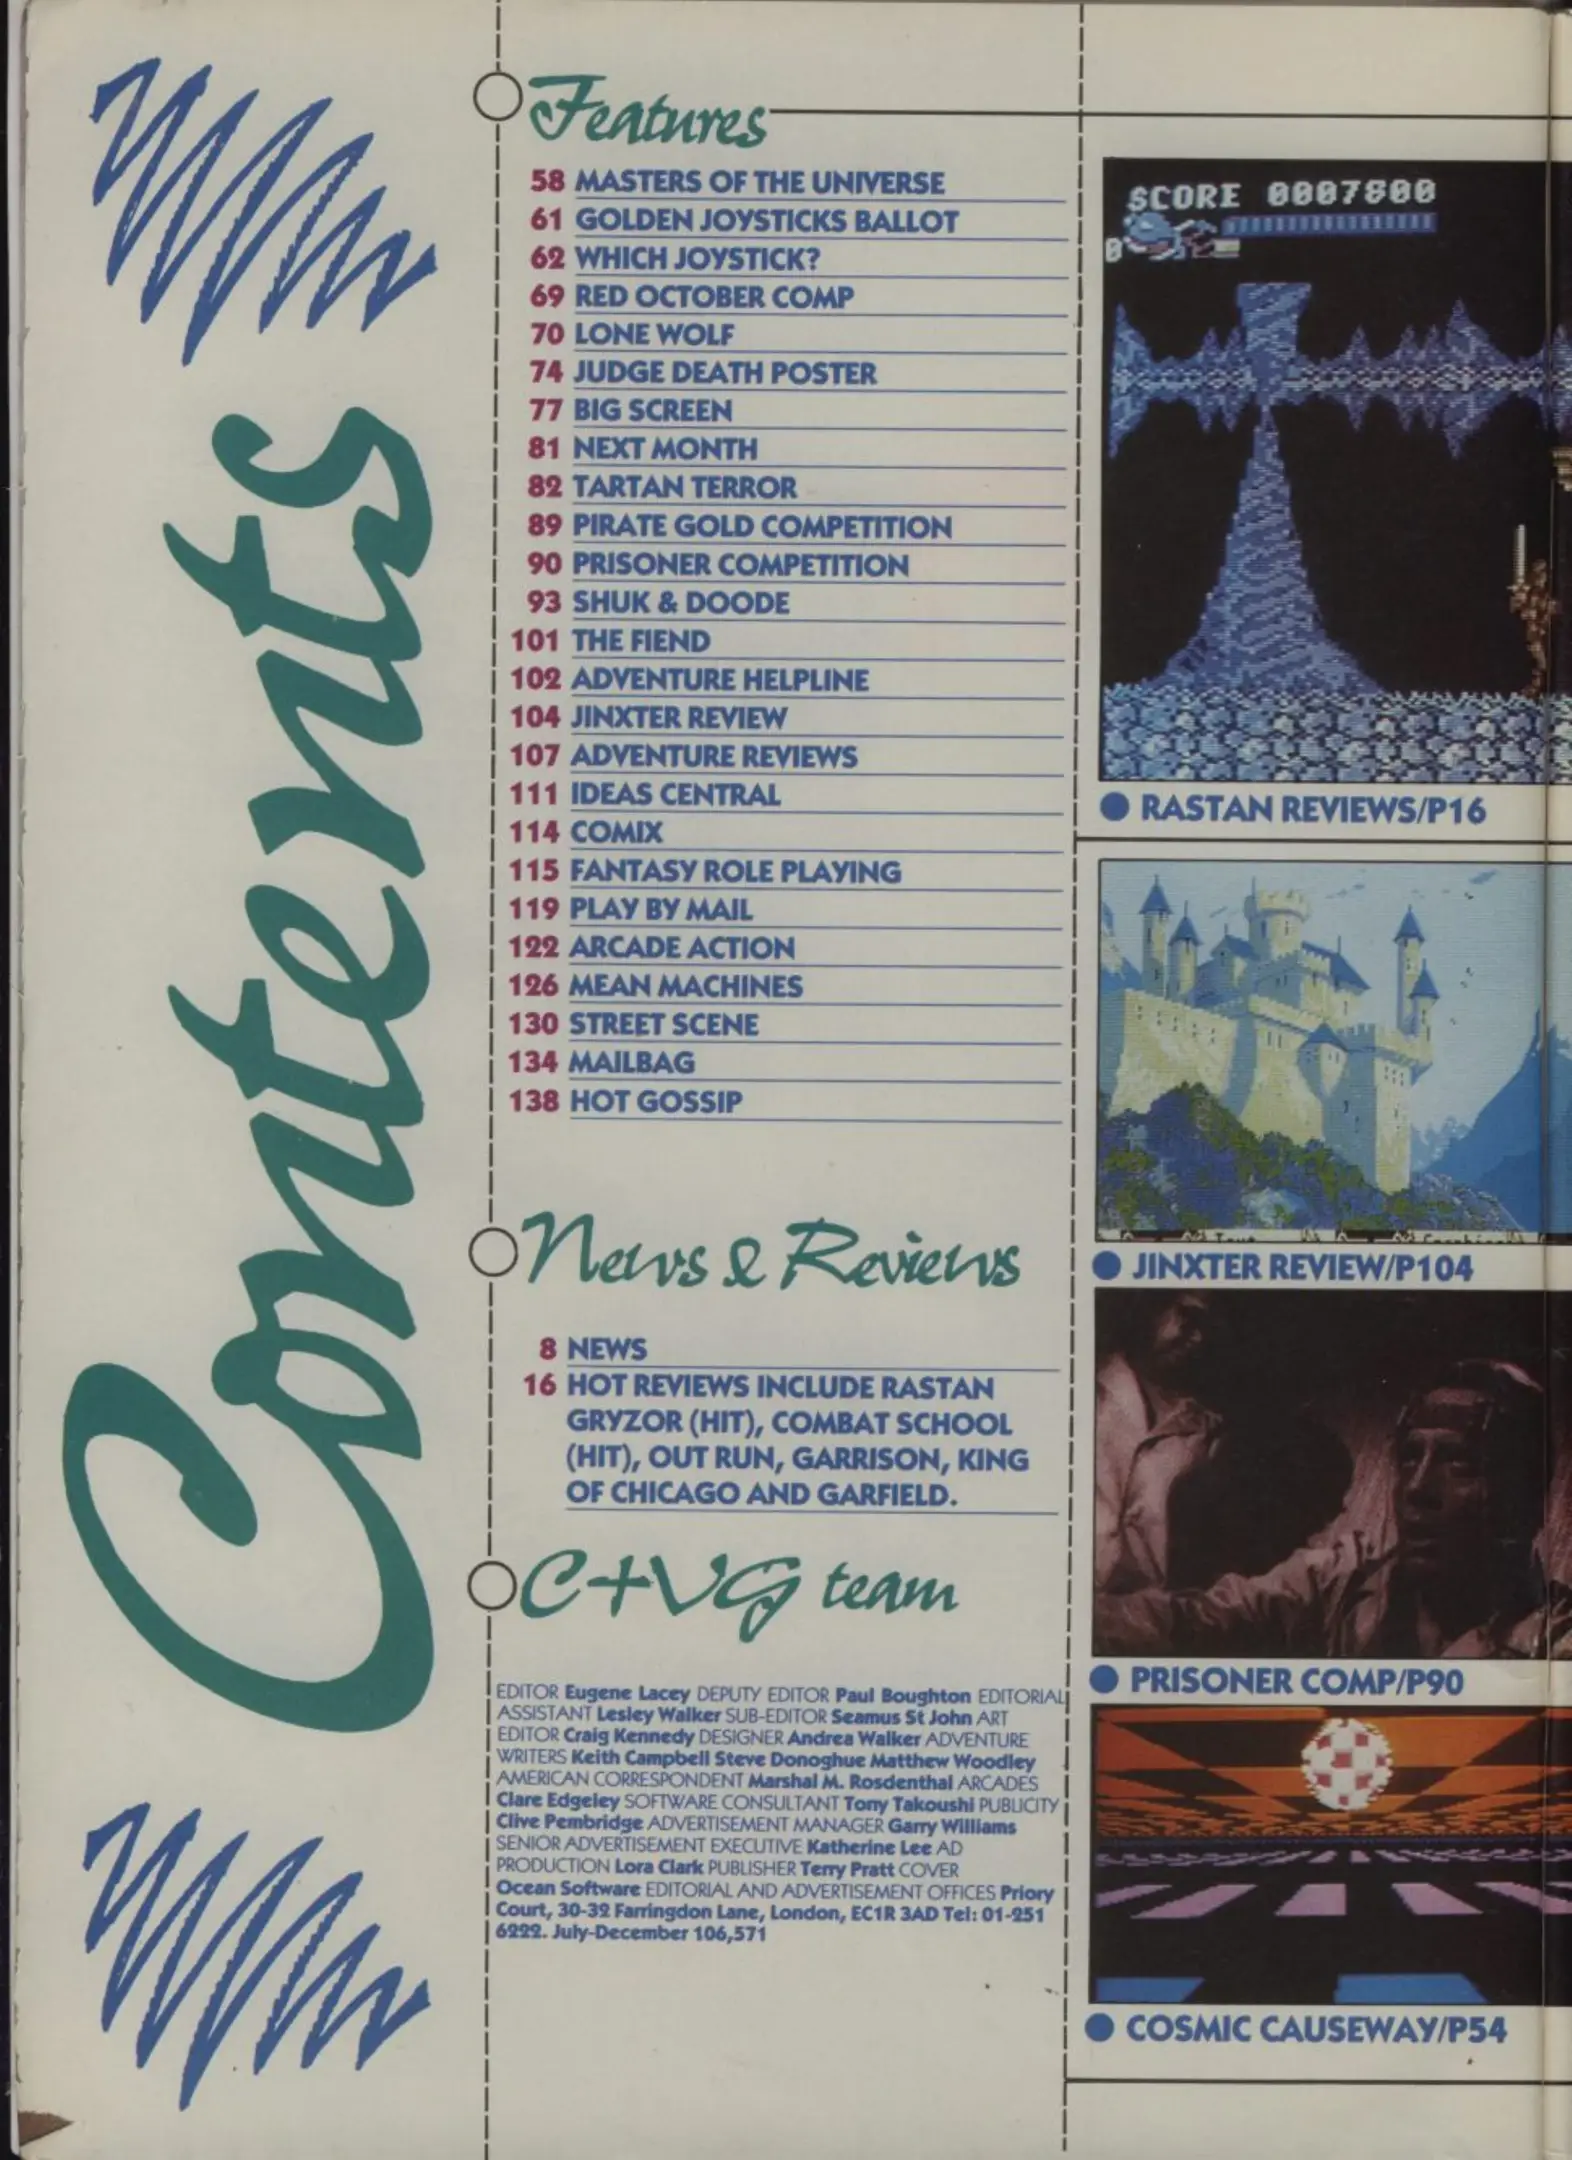 Contents
Features
58 MASTERS OF THE UNIVERSE
61 GOLDEN JOYSTICKS BALLOT
62 WHICH JOYSTICK?
69 RED OCTOBER COMP
70 LONE WOLF
74 JUDGE DEATH POSTER
77 BIG SCREEN
81 NEXT MONTH
82 TARTAN TERROR
89 PIRATE GOLD COMPETITION
90 PRISONER COMPETITION
93 SHUK & DOODE
101 THE FIEND
102 ADVENTURE HELPLINE
104 JINXTER REVIEW
107 ADVENTURE REVIEWS
111 IDEAS CENTRAL
114 COMIX
115 FANTASY ROLE PLAYING
119 PLAY BY MAIL
122 ARCADE ACTION
126 MEAN MACHINES
130 STREET SCENE
134 MAILBAG
138 HOT GOSSIP
News & Reviews
8 NEWS
16 HOT REVIEWS INCLUDE RASTAN
GRYZOR (HIT), COMBAT SCHOOL
(HIT), OUT RUN, GARRISON, KING
OF CHICAGO AND GARFIELD.
C+VG team
EDITOR Eugene Lacey DEPUTY EDITOR Paul Boughton EDITORIAL
ASSISTANT Lesley Walker SUB-EDITOR Seamus St John ART
EDITOR Craig Kennedy DESIGNER Andrea Walker ADVENTURE
WRITERS Keith Campbell Steve Donoghue Matthew Woodley
AMERICAN CORRESPONDENT Marshal M. Rosdenthal ARCADES
Clare Edgeley SOFTWARE CONSULTANT Tony Takoushi PUBLICITY
Clive Pembridge ADVERTISEMENT MANAGER Garry Williams
SENIOR ADVERTISEMENT EXECUTIVE Katherine Lee AD
PRODUCTION Lora Clark PUBLISHER Terry Pratt COVER
Ocean Software EDITORIAL AND ADVERTISEMENT OFFICES Priory
Court, 30-32 Farringdon Lane, London, EC1R 3AD Tel: 01-251
6222. July-December 106,571
SCORE 0007800
0
● RASTAN REVIEWS/P16
● JINXTER REVIEW/P104
● PRISONER COMP/P90
● COSMIC CAUSEWAY/P54